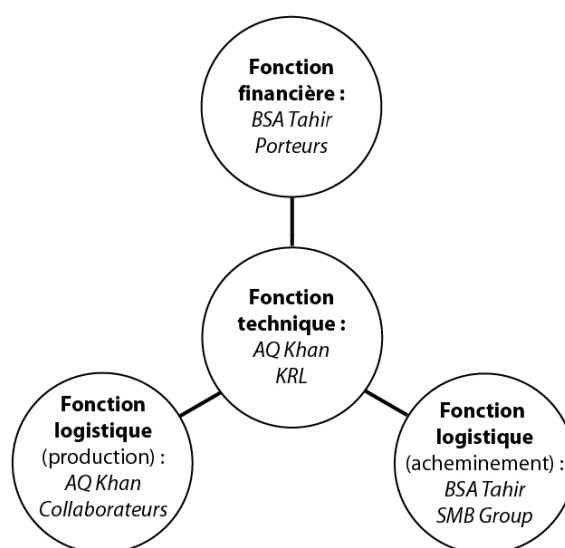 Fonction
financière :
BSA Tahir
Porteurs
Fonction
technique :
AQ Khan
KRL
Fonction
logistique
(production) :
AQ Khan
Collaborateurs
Fonction
logistique
(acheminement) :
BSA Tahir
SMB Group